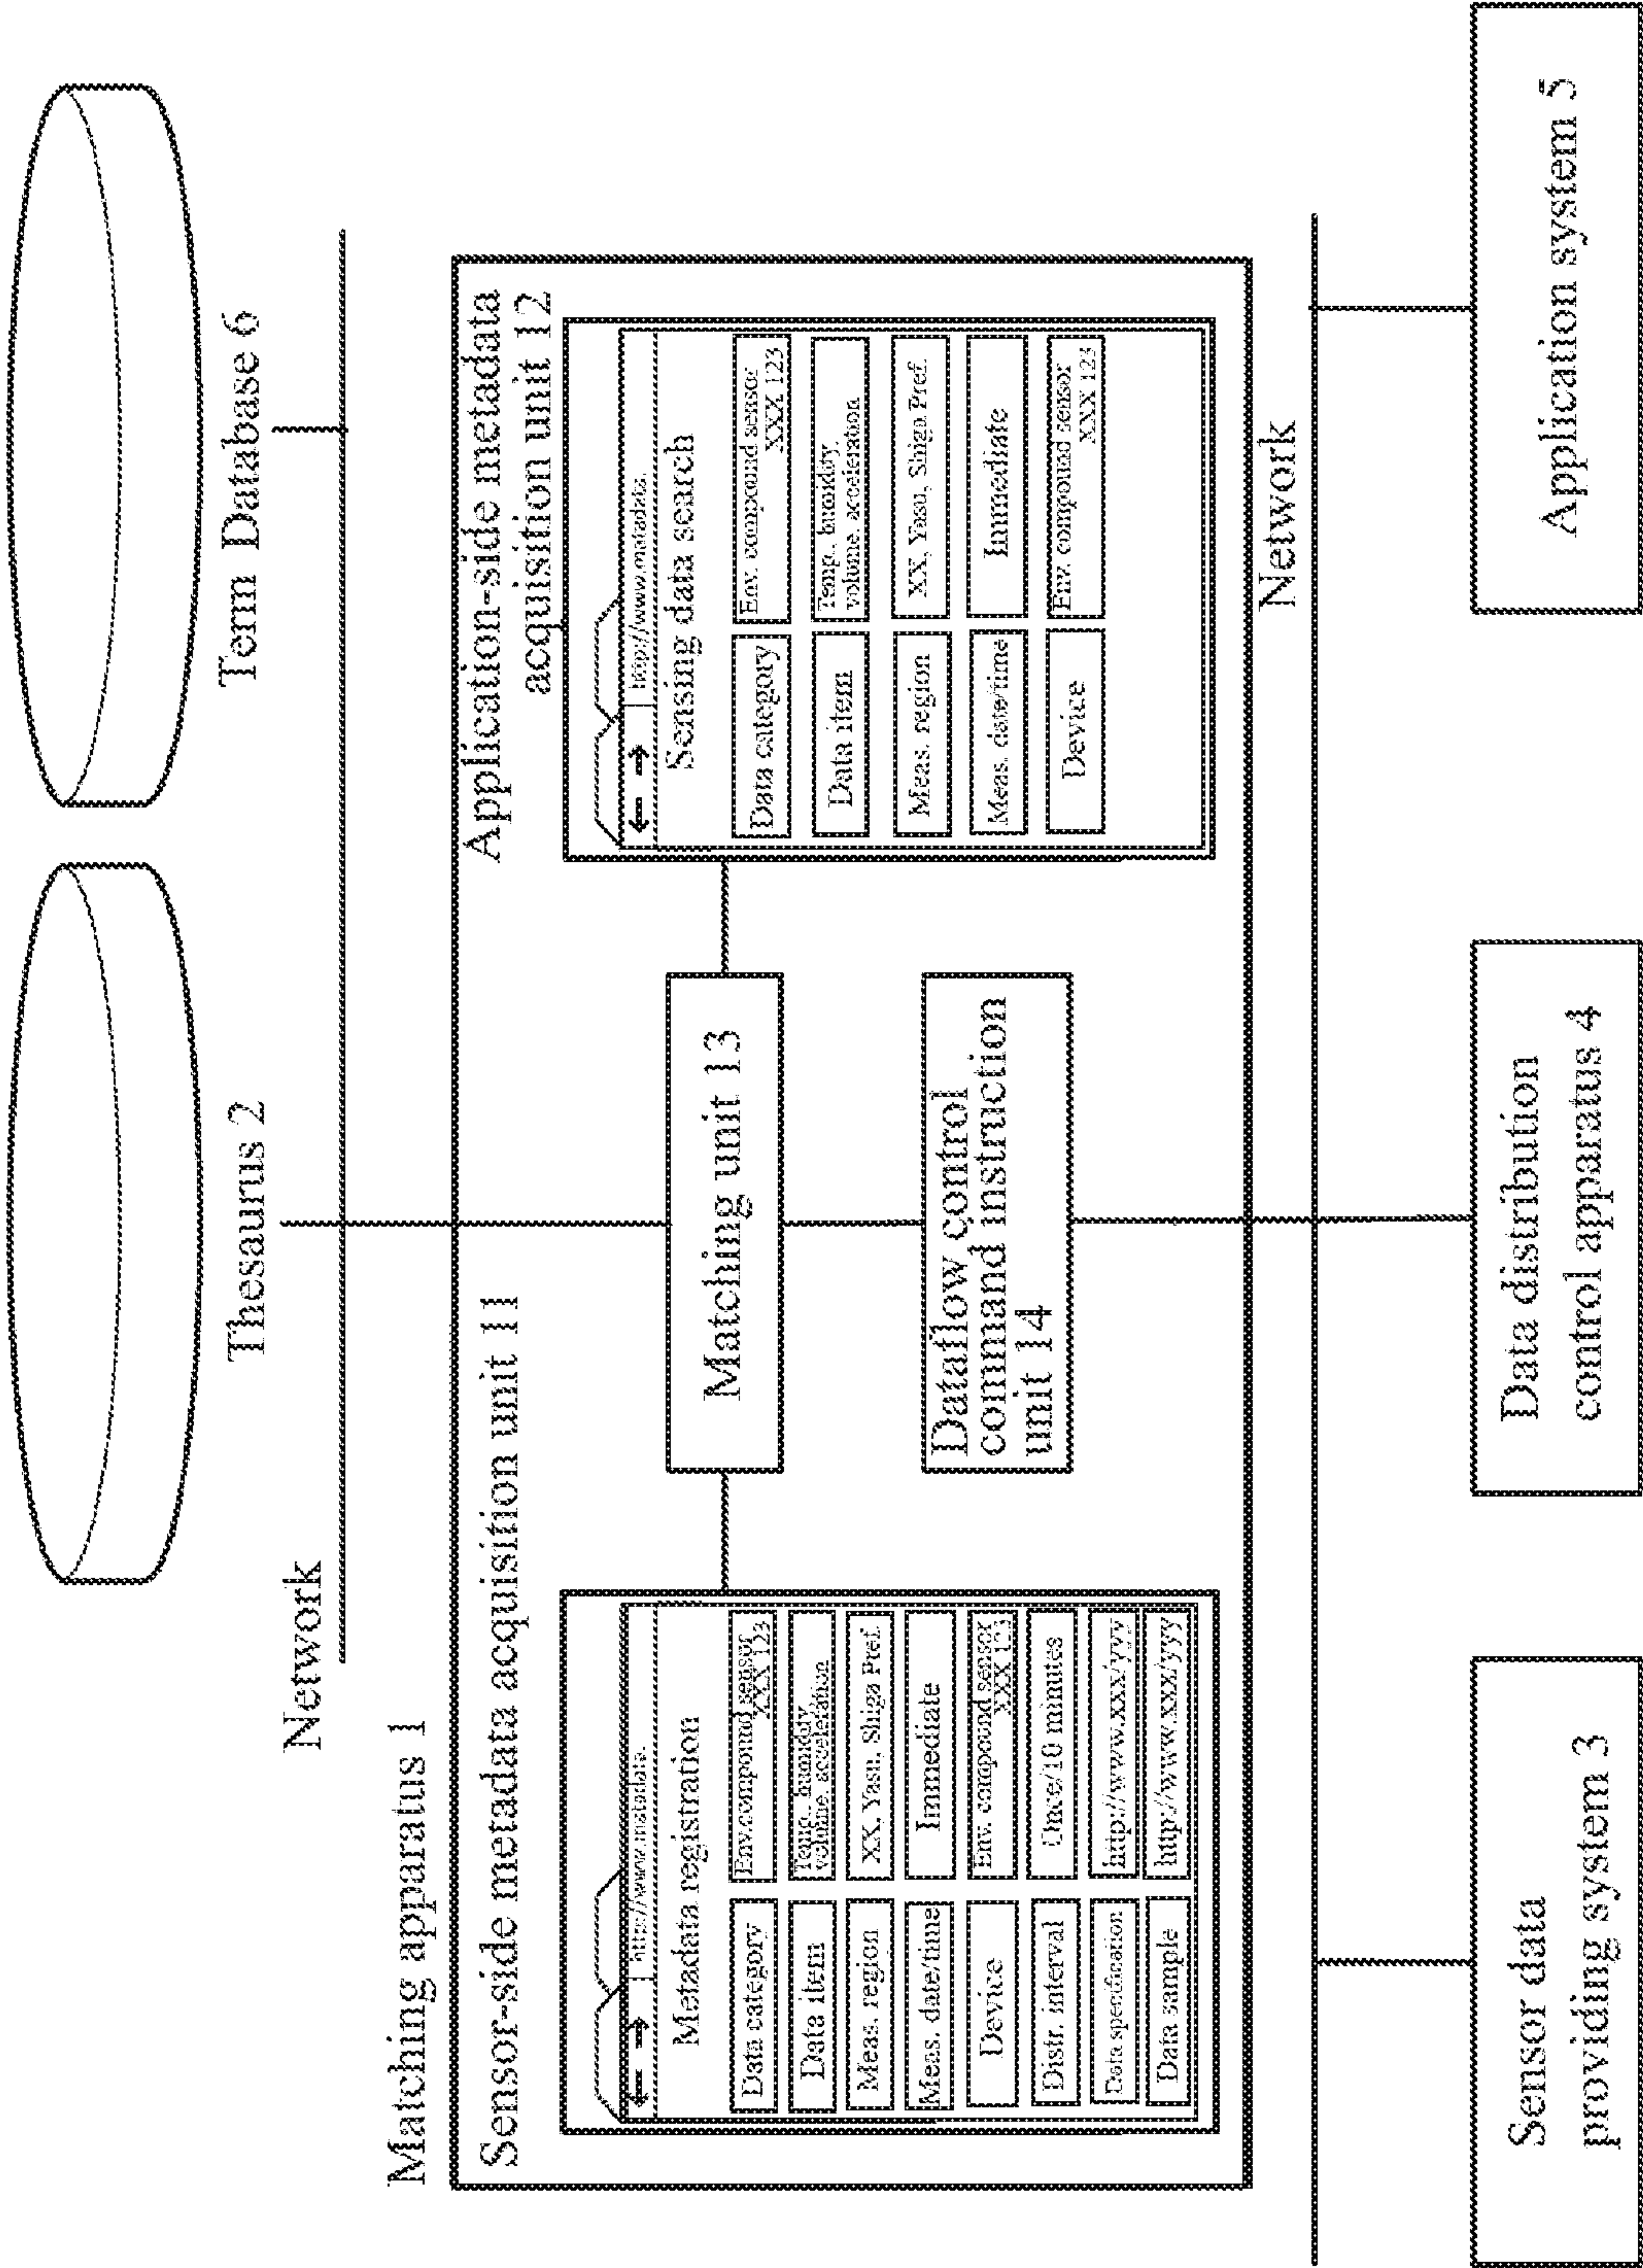 Thesaurus 2
Term Database 6
Network
Matching apparatus 1
Sensor-side metadata acquisition unit 11
http://www.metadata.
Metadata registration
Data category
Env.compound sensor
XXX 123
Data item
Temp., humidity,
volume, acceleration
Meas. region
XX, Yasu, Shiga Pref.
Meas. date/time
Immediate
Device
Env. compound sensor
XXX 123
Distr. interval
Once/10 minutes
Data specification
http://www.xxx/yyy
Data sample
http://www.xxx/yyyy
Matching unit 13
Dataflow control
command instruction
unit 14
Application-side metadata
acquisition unit 12
http://www.metadata.
Sensing data search
Data category
Env. compound sensor
XXX 123
Data item
Temp., humidity,
volume, acceleration
Meas. region
XX, Yasu, Shiga Pref.
Meas. date/time
Immediate
Device
Env. compound sensor
XXX 123
Network
Sensor data
providing system 3
Data distribution
control apparatus 4
Application system 5